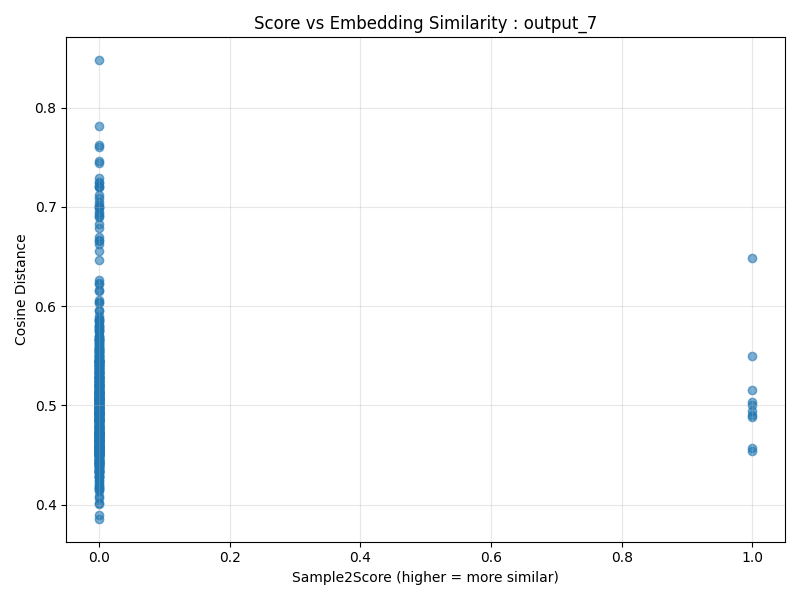 Score vs Embedding Similarity : output_7
Cosine Distance
0.8
0.7
0.6
0.5
0.4
0.0 0.2 0.4 0.6 0.8 1.0
Sample2Score (higher = more similar)